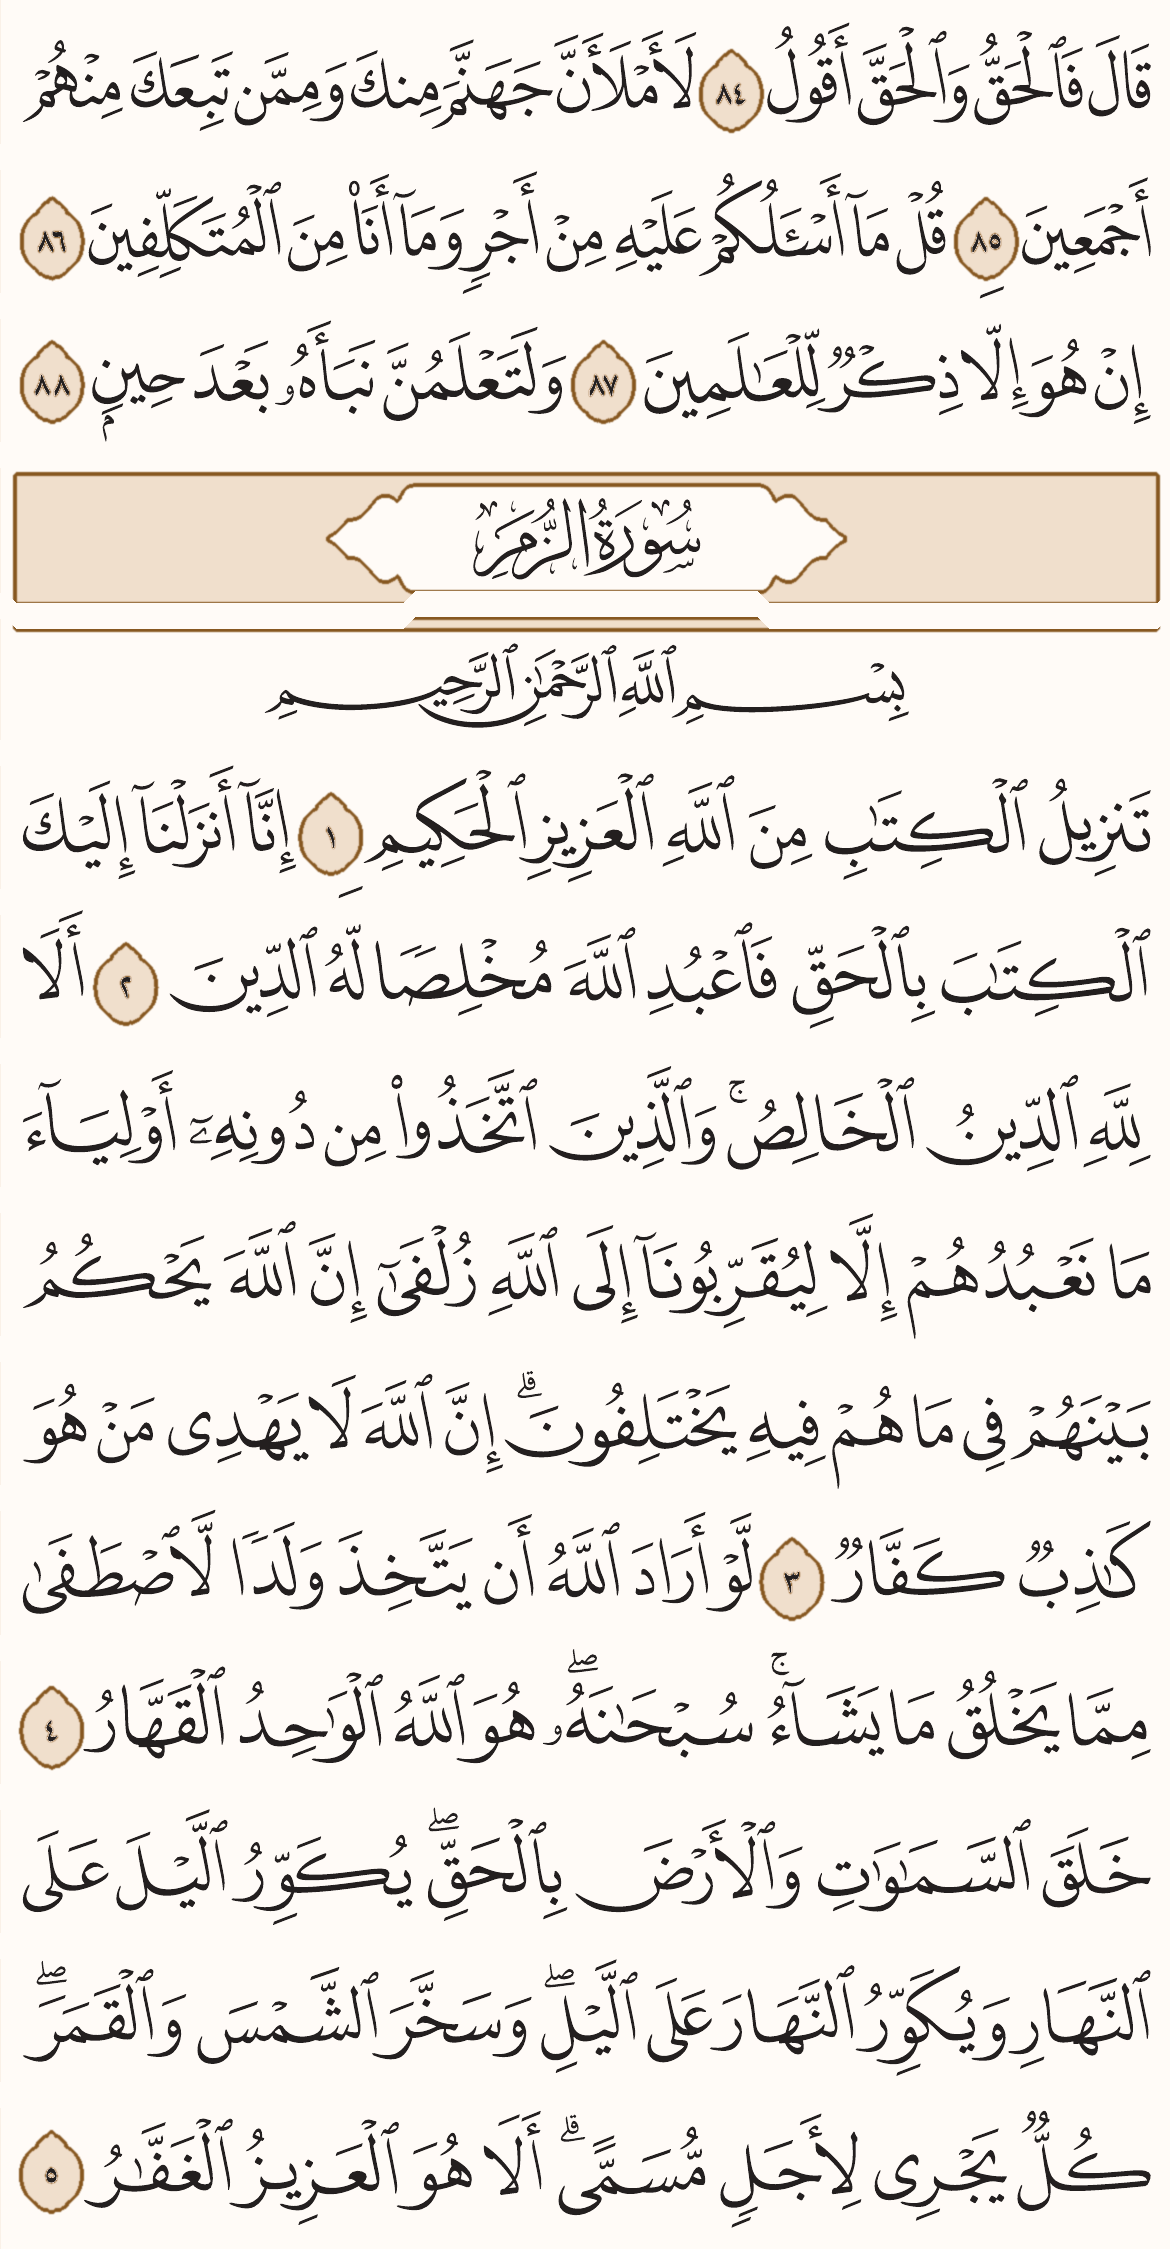 قَالَ فَٱلْحَقُّ وَٱلْحَقَّ أَقُولُ ٨٤ لَأَمْلَأَنَّ جَهَنَّمَ مِنكَ وَمِمَّن تَبِعَكَ مِنْهُمْ
أَجْمَعِينَ ٨٥ قُلْ مَآ أَسْـَٔلُكُمْ عَلَيْهِ مِنْ أَجْرٍ وَمَآ أَنَا۠ مِنَ ٱلْمُتَكَلِّفِينَ ٨٦
إِنْ هُوَ إِلَّا ذِكْرٌ لِّلْعَـٰلَمِينَ ٨٧ وَلَتَعْلَمُنَّ نَبَأَهُۥ بَعْدَ حِينٍۭ ٨٨
سُورَةُ الزُّمَرِ
بِسْمِ ٱللَّهِ ٱلرَّحْمَـٰنِ ٱلرَّحِيمِ
تَنزِيلُ ٱلْكِتَـٰبِ مِنَ ٱللَّهِ ٱلْعَزِيزِ ٱلْحَكِيمِ ١ إِنَّآ أَنزَلْنَآ إِلَيْكَ
ٱلْكِتَـٰبَ بِٱلْحَقِّ فَٱعْبُدِ ٱللَّهَ مُخْلِصًا لَّهُ ٱلدِّينَ ٢ أَلَا
لِلَّهِ ٱلدِّينُ ٱلْخَالِصُ ۚ وَٱلَّذِينَ ٱتَّخَذُوا۟ مِن دُونِهِۦٓ أَوْلِيَآءَ
مَا نَعْبُدُهُمْ إِلَّا لِيُقَرِّبُونَآ إِلَى ٱللَّهِ زُلْفَىٰٓ إِنَّ ٱللَّهَ يَحْكُمُ
بَيْنَهُمْ فِى مَا هُمْ فِيهِ يَخْتَلِفُونَ ۗ إِنَّ ٱللَّهَ لَا يَهْدِى مَنْ هُوَ
كَـٰذِبٌ كَفَّارٌ ٣ لَّوْ أَرَادَ ٱللَّهُ أَن يَتَّخِذَ وَلَدًا لَّٱصْطَفَىٰ
مِمَّا يَخْلُقُ مَا يَشَآءُ ۚ سُبْحَـٰنَهُۥ ۖ هُوَ ٱللَّهُ ٱلْوَٰحِدُ ٱلْقَهَّارُ ٤
خَلَقَ ٱلسَّمَـٰوَٰتِ وَٱلْأَرْضَ بِٱلْحَقِّ ۖ يُكَوِّرُ ٱلَّيْلَ عَلَى
ٱلنَّهَارِ وَيُكَوِّرُ ٱلنَّهَارَ عَلَى ٱلَّيْلِ ۖ وَسَخَّرَ ٱلشَّمْسَ وَٱلْقَمَرَ ۖ
كُلٌّ يَجْرِى لِأَجَلٍ مُّسَمًّى ۗ أَلَا هُوَ ٱلْعَزِيزُ ٱلْغَفَّـٰرُ ٥